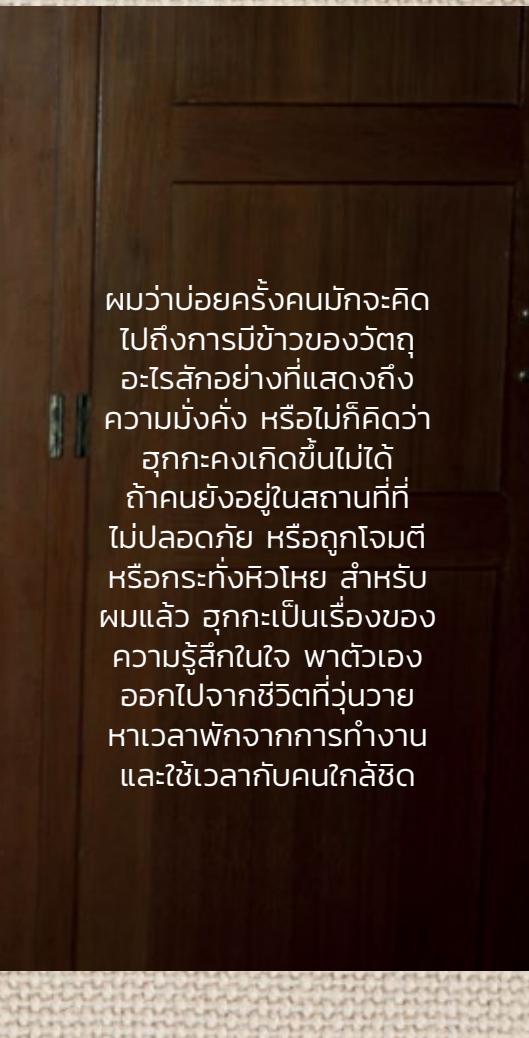 ผมว่าบ่อยครั้งคนมักจะคิด
ไปถึงการมีข้าวของวัตถุ
อะไรสักอย่างที่แสดงถึง
ความมั่งคั่ง หรือไม่ก็คิดว่า
ฮุกกะคงเกิดขึ้นไม่ได้
ถ้าคนยังอยู่ในสถานที่ที่
ไม่ปลอดภัย หรือถูกโจมตี
หรือกระทั่งหิวโหย สำหรับ
ผมแล้ว ฮุกกะเป็นเรื่องของ
ความรู้สึกในใจ พาตัวเอง
ออกไปจากชีวิตที่วุ่นวาย
หาเวลาพักจากการทำงาน
และใช้เวลากับคนใกล้ชิด